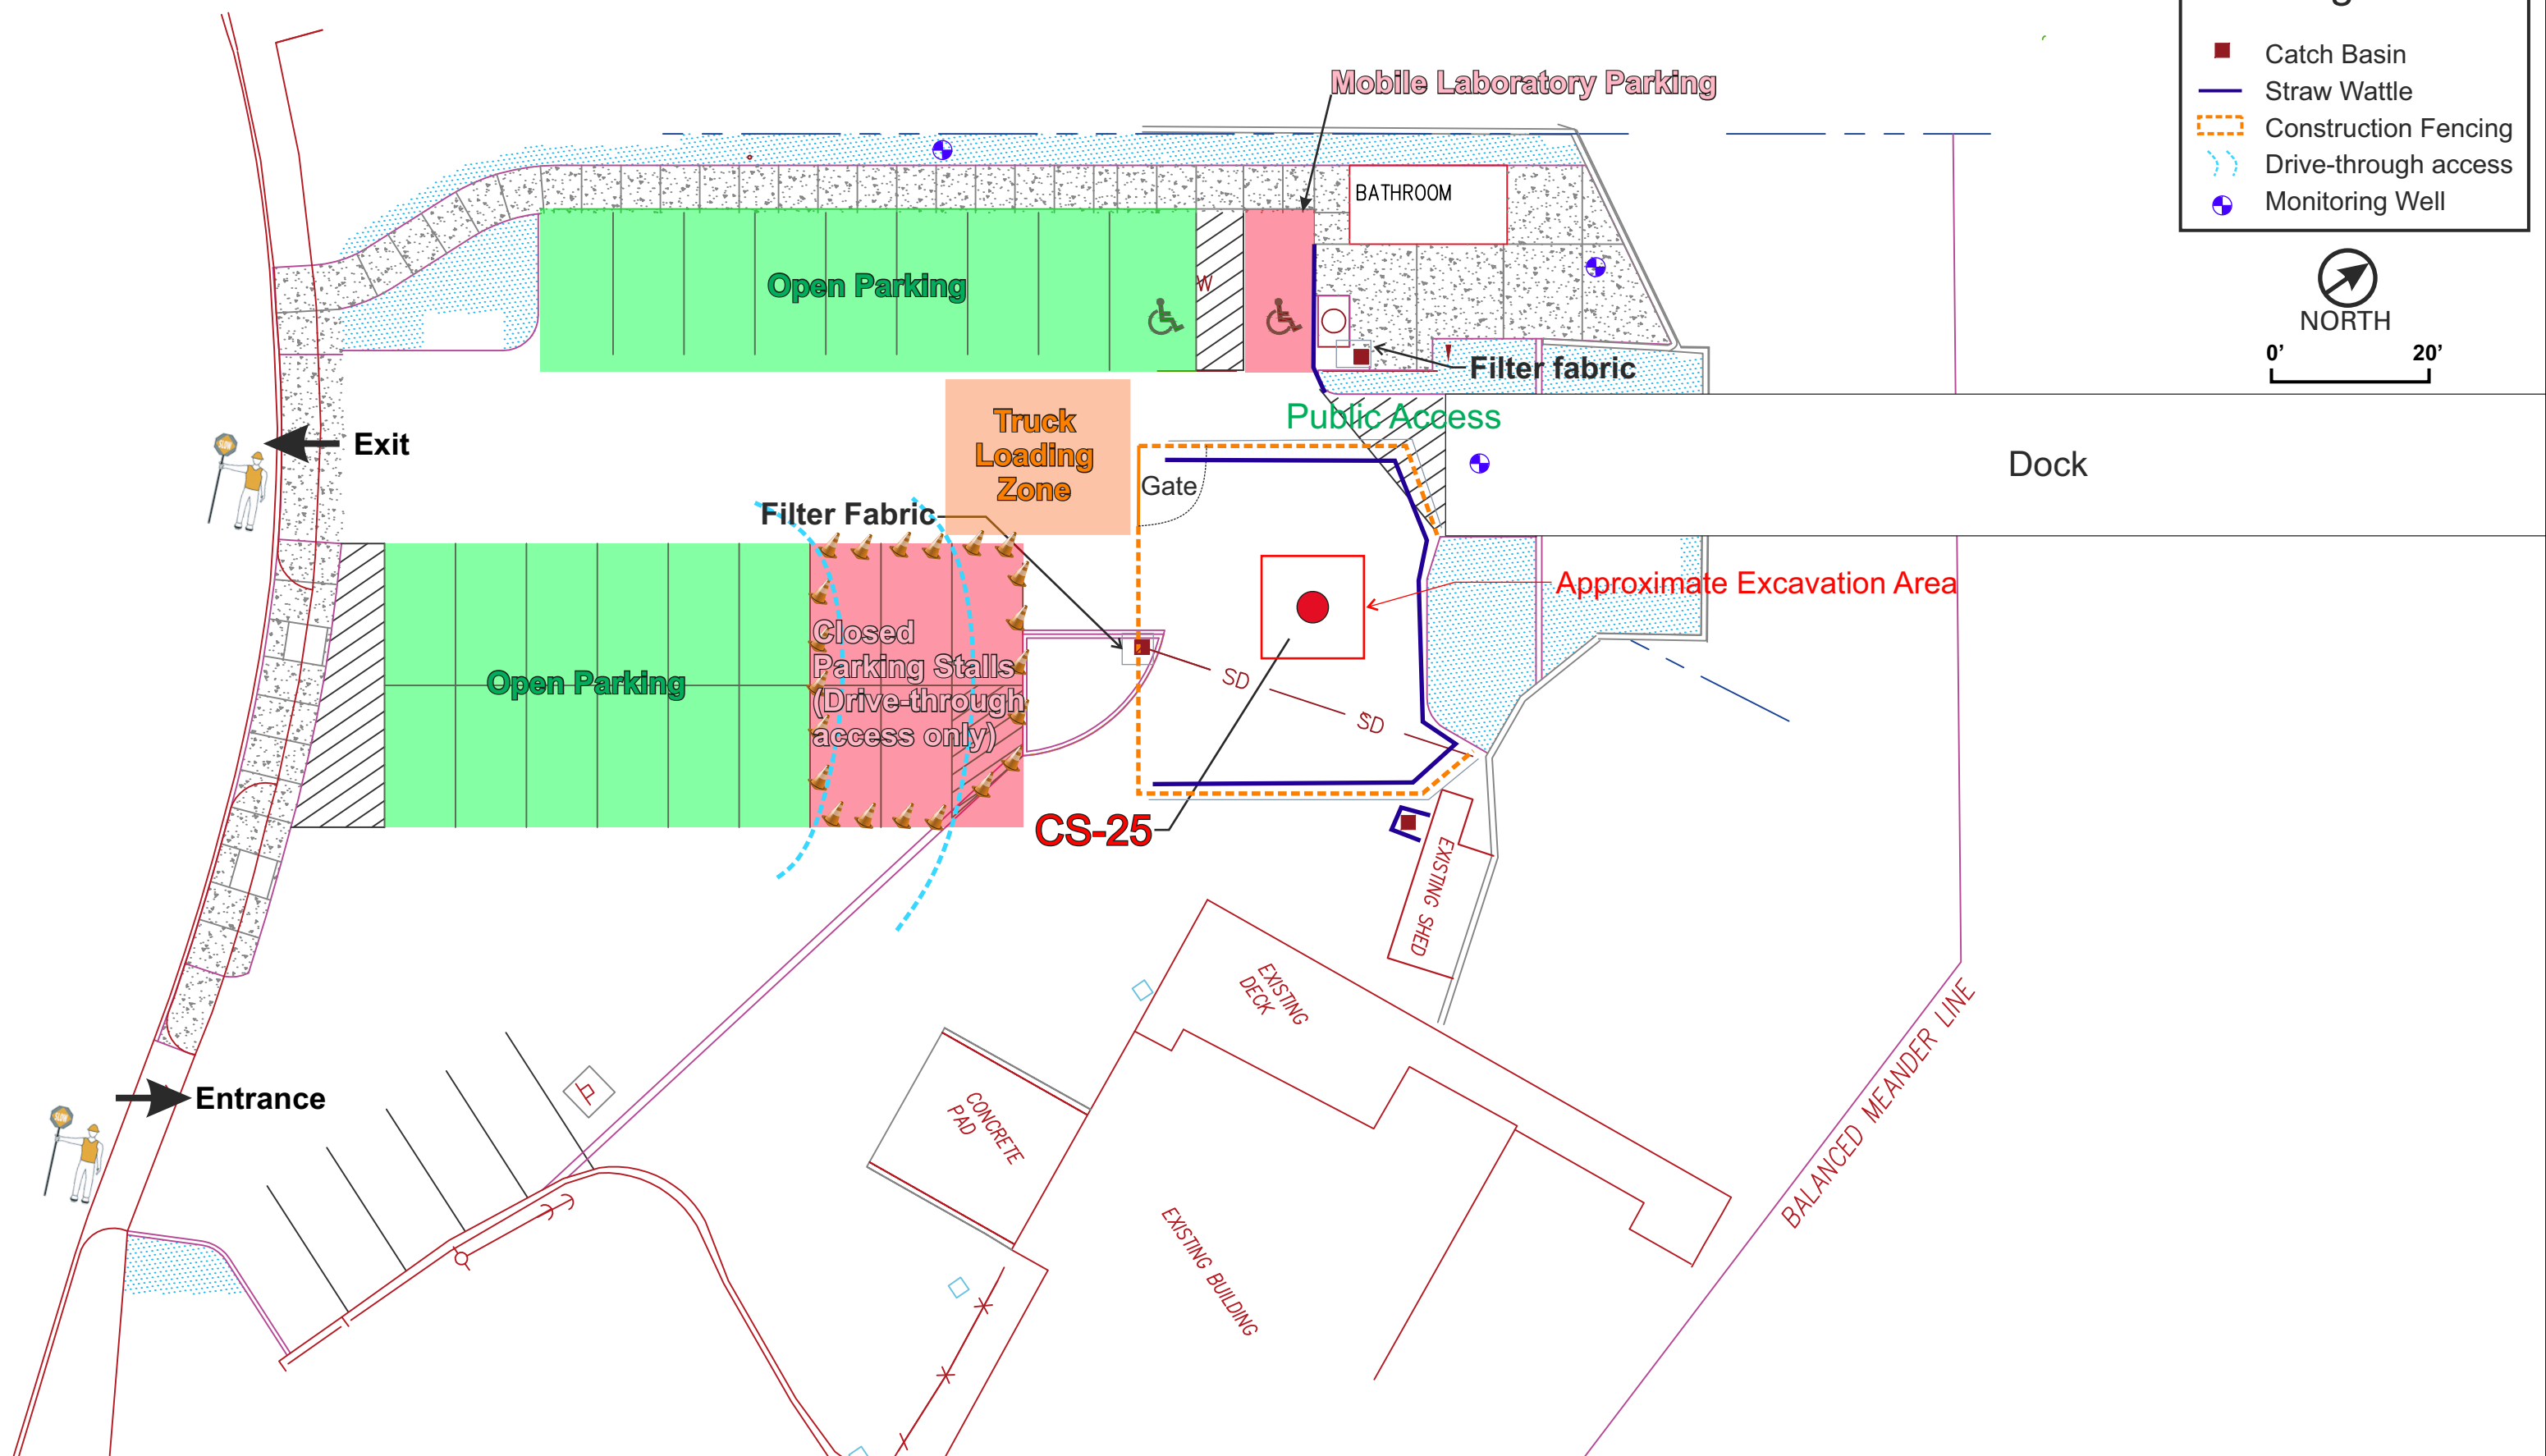 Catch Basin
Straw Wattle
Construction Fencing
Drive-through access
Monitoring Well
NORTH
0’
20’
Mobile Laboratory Parking
BATHROOM
Open Parking
W
Filter fabric
Public Access
Truck
Loading
Zone
Exit
Gate
Dock
Filter Fabric
Approximate Excavation Area
Closed
Parking Stalls
(Drive-through
access only)
Open Parking
SD
SD
CS-25
EXISTING SHED
EXISTING
DECK
CONCRETE
PAD
EXISTING BUILDING
BALANCED MEANDER LINE
Entrance